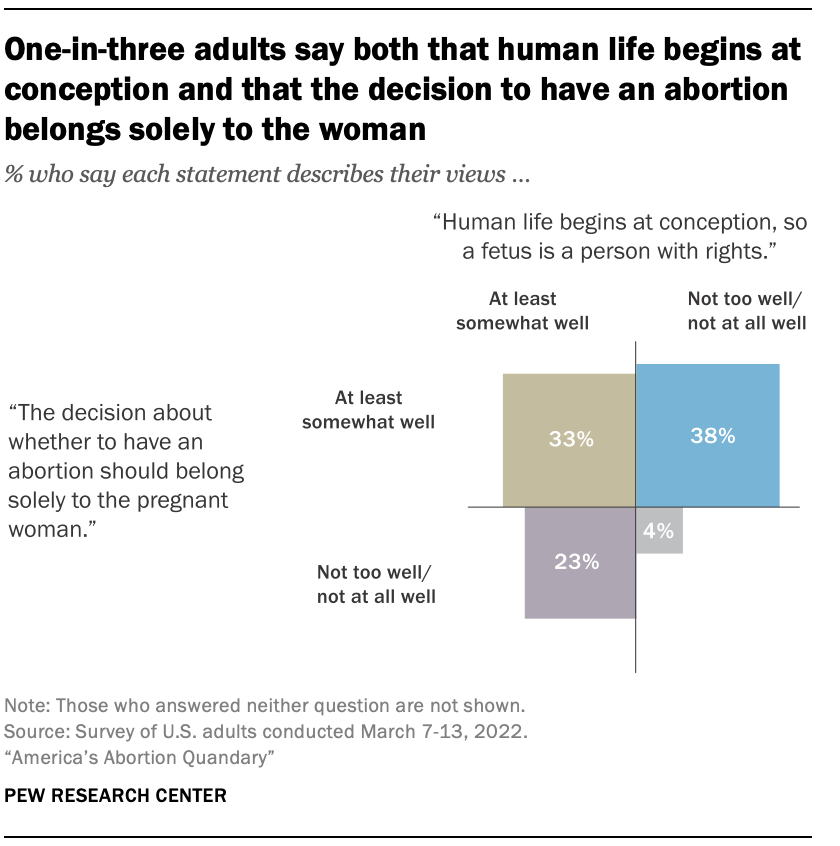 One-in-three adults say both that human life begins at
conception and that the decision to have an abortion
belongs solely to the woman
% who say each statement describes their views ...
“Human life begins at conception, so
a fetus is a person with rights.”
At least
somewhat well
Not too well/
not at all well
“The decision about
whether to have an
abortion should belong
solely to the pregnant
woman.”
At least
somewhat well
33%
38%
Not too well/
not at all well
23%
4%
Note: Those who answered neither question are not shown.
Source: Survey of U.S. adults conducted March 7-13, 2022.
“America’s Abortion Quandary”
PEW RESEARCH CENTER